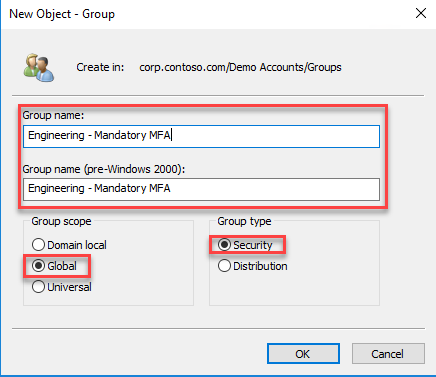 New Object - Group
Create in: corp.contoso.com/Demo Accounts/Groups
Group name:
Engineering - Mandatory MFA
Group name (pre-Windows 2000):
Engineering - Mandatory MFA
Group scope
Domain local
Global
Universal
Group type
Security
Distribution
OK Cancel